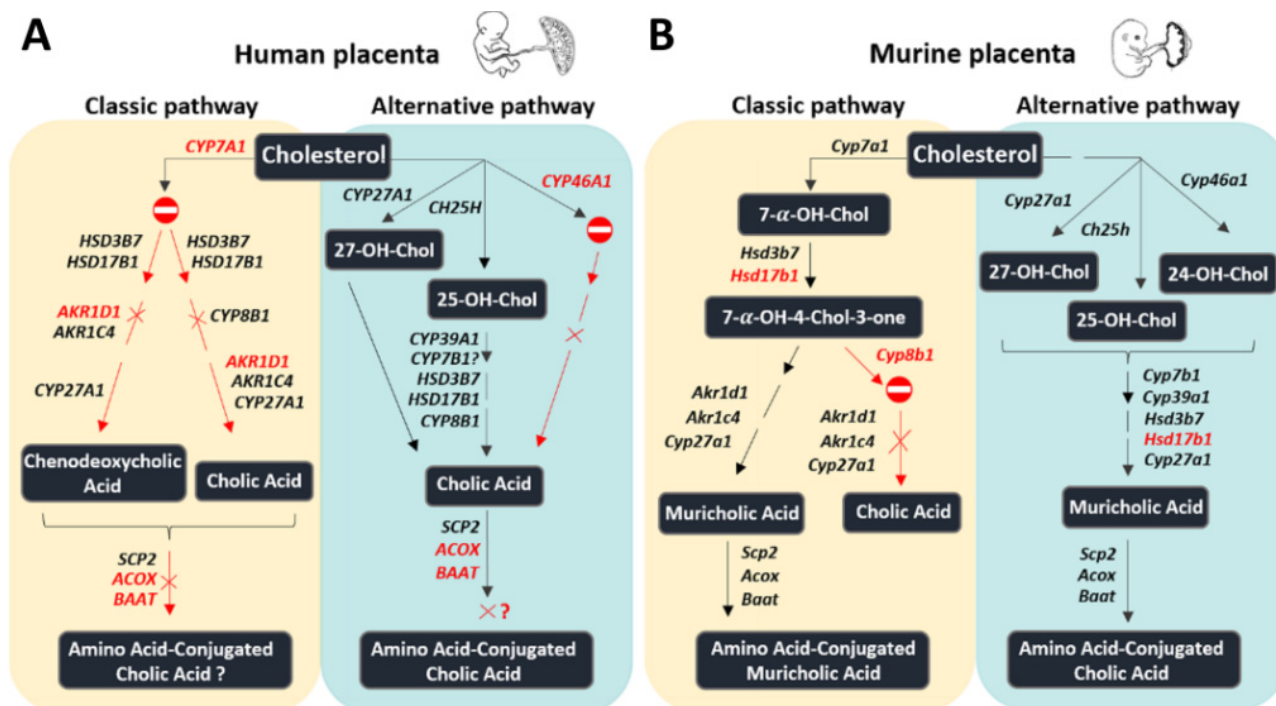 A
Human placenta
Classic pathway
Alternative pathway
CYP7A1
Cholesterol
CYP27A1
CH25H
CYP46A1
HSD3B7
HSD17B1
HSD3B7
HSD17B1
27-OH-Chol
25-OH-Chol
AKR1D1
AKR1C4
CYP8B1
CYP27A1
AKR1D1
AKR1C4
CYP27A1
CYP39A1
CYP7B1?
HSD3B7
HSD17B1
CYP8B1
Chenodeoxycholic
Acid
Cholic Acid
Cholic Acid
SCP2
ACOX
BAAT
SCP2
ACOX
BAAT
?
Amino Acid-Conjugated
Cholic Acid ?
Amino Acid-Conjugated
Cholic Acid
B
Murine placenta
Classic pathway
Alternative pathway
Cyp7a1
Cholesterol
Cyp27a1
Ch25h
Cyp46a1
7-α-OH-Chol
Hsd3b7
Hsd17b1
27-OH-Chol
24-OH-Chol
25-OH-Chol
7-α-OH-4-Chol-3-one
Cyp8b1
Akr1d1
Akr1c4
Cyp27a1
Akr1d1
Akr1c4
Cyp27a1
Cyp7b1
Cyp39a1
Hsd3b7
Hsd17b1
Cyp27a1
Muricholic Acid
Cholic Acid
Muricholic Acid
Scp2
Acox
Baat
Scp2
Acox
Baat
Amino Acid-Conjugated
Muricholic Acid
Amino Acid-Conjugated
Cholic Acid